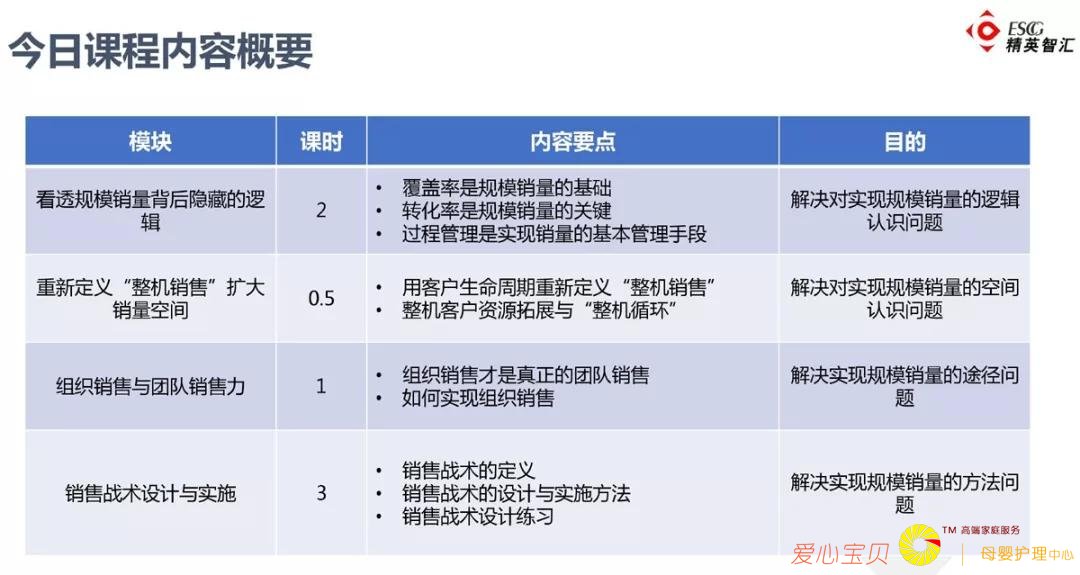 今日课程内容概要
ESCG
精英智汇
模块
课时
内容要点
目的
看透规模销量背后隐藏的逻
辑
2
• 覆盖率是规模销量的基础
• 转化率是规模销量的关键
• 过程管理是实现销量的基本管理手段
解决对实现规模销量的逻辑
认识问题
重新定义“整机销售”扩大
销量空间
0.5
• 用客户生命周期重新定义“整机销售”
• 整机客户资源拓展与“整机循环”
解决对实现规模销量的空间
认识问题
组织销售与团队销售力
1
• 组织销售才是真正的团队销售
• 如何实现组织销售
解决实现规模销量的途径问
题
销售战术设计与实施
3
• 销售战术的定义
• 销售战术的设计与实施方法
• 销售战术设计练习
解决实现规模销量的方法问
题
爱心宝贝
TM 高端家庭服务
母婴护理中心